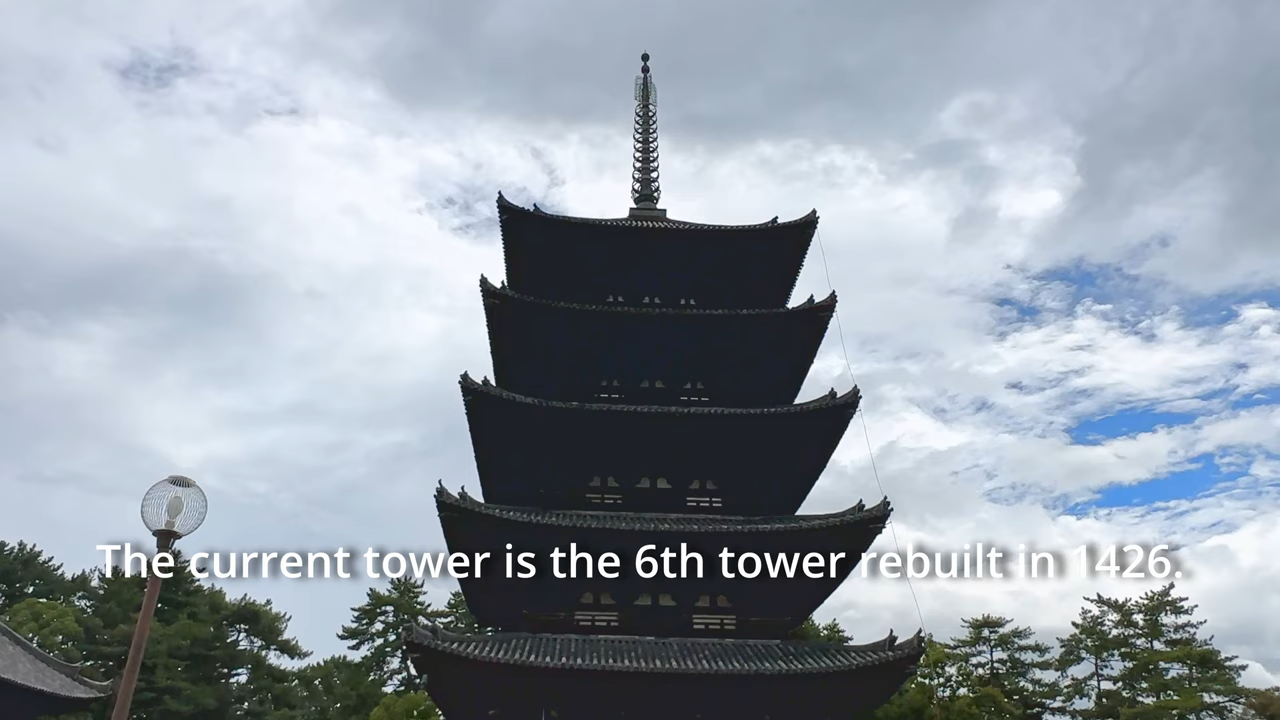 The current tower is the 6th tower rebuilt in 1426.